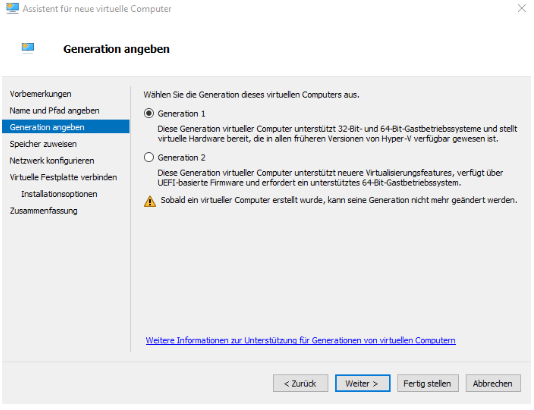 Assistent für neue virtuelle Computer
Generation angeben
Vorbemerkungen
Name und Pfad angeben
Generation angeben
Speicher zuweisen
Netzwerk konfigurieren
Virtuelle Festplatte verbinden
Installationsoptionen
Zusammenfassung
Wählen Sie die Generation dieses virtuellen Computers aus.
Generation 1
Diese Generation virtueller Computer unterstützt 32-Bit- und 64-Bit-Gastbetriebssysteme und stellt
virtuelle Hardware bereit, die in allen früheren Versionen von Hyper-V verfügbar gewesen ist.
Generation 2
Diese Generation virtueller Computer unterstützt neuere Virtualisierungsfeatures, verfügt über
UEFI-basierte Firmware und erfordert ein unterstütztes 64-Bit-Gastbetriebssystem.
Sobald ein virtueller Computer erstellt wurde, kann seine Generation nicht mehr geändert werden.
Weitere Informationen zur Unterstützung für Generationen von virtuellen Computern
< Zurück
Weiter >
Fertig stellen
Abbrechen